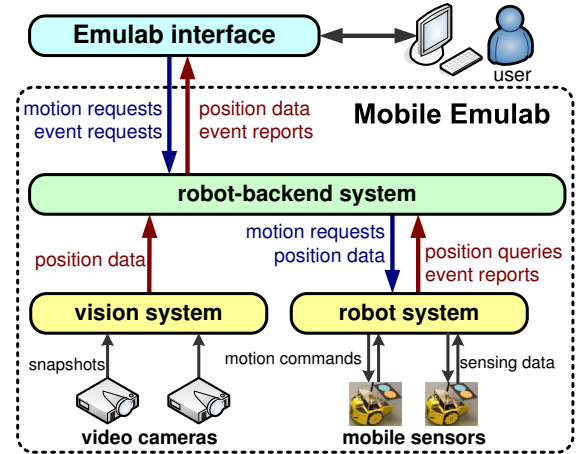 Emulab interface
user
motion requests
event requests
position data
event reports
Mobile Emulab
robot-backend system
position data
motion requests
position data
position queries
event reports
vision system
robot system
snapshots
motion commands
sensing data
video cameras
mobile sensors